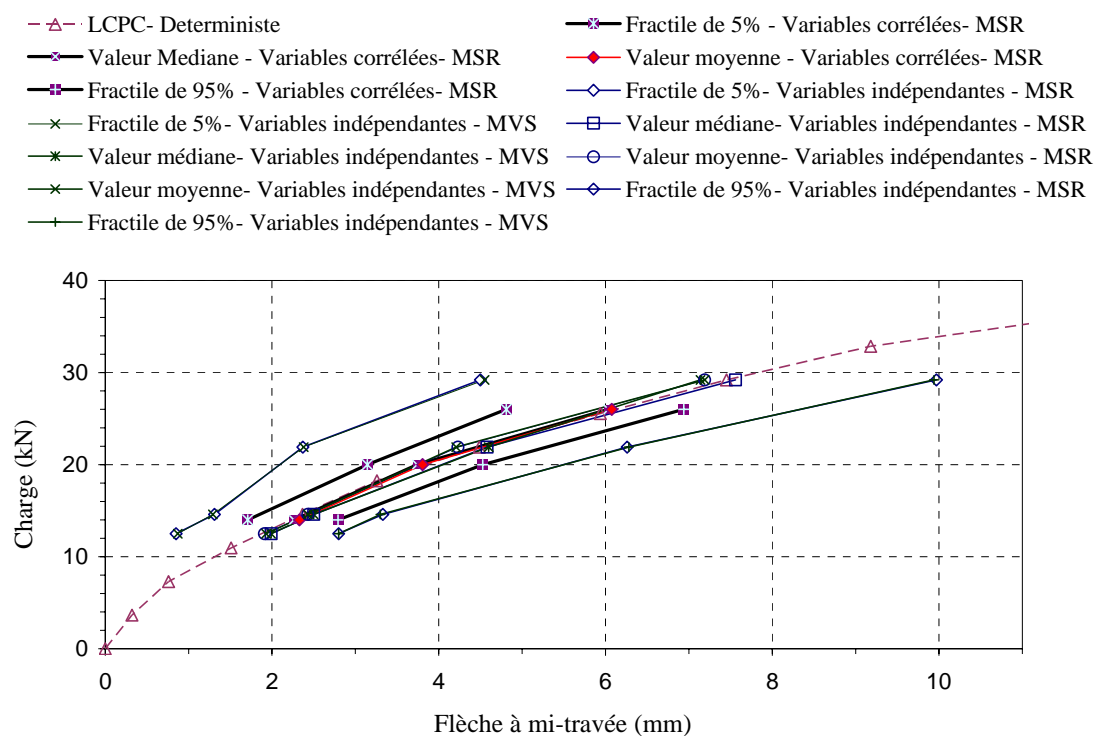 LCPC- Deterministe
Fractile de 5% - Variables corrélées- MSR
Valeur Mediane - Variables corrélées- MSR
Valeur moyenne - Variables corrélées- MSR
Fractile de 95% - Variables corrélées- MSR
Fractile de 5%- Variables indépendantes - MSR
Fractile de 5%- Variables indépendantes - MVS
Valeur médiane- Variables indépendantes - MSR
Valeur médiane- Variables indépendantes - MVS
Valeur moyenne- Variables indépendantes - MSR
Valeur moyenne- Variables indépendantes - MVS
Fractile de 95%- Variables indépendantes - MSR
Fractile de 95%- Variables indépendantes - MVS
40
30
20
10
0
Charge (kN)
0 2 4 6 8 10
Flèche à mi-travée (mm)